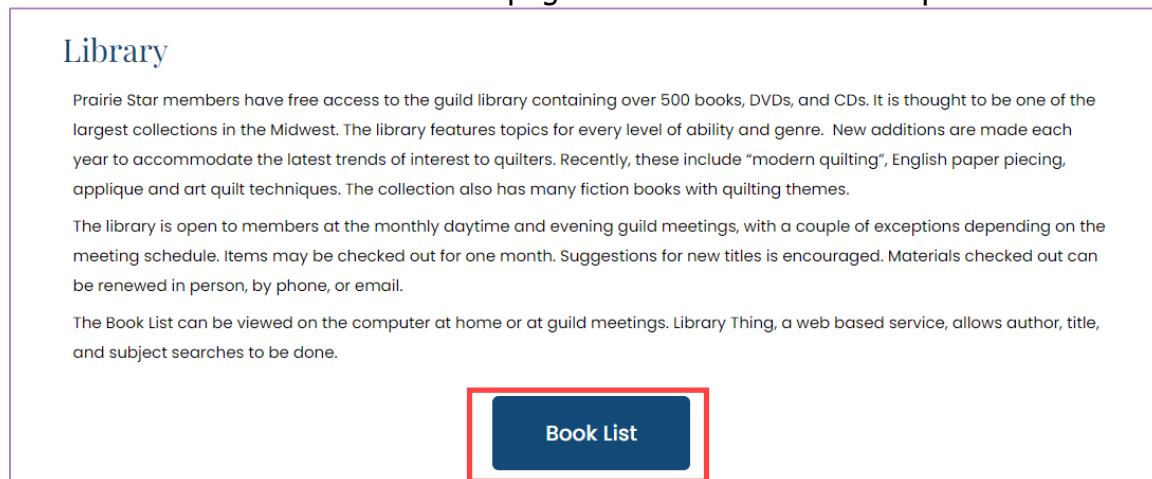 Library
Prairie Star members have free access to the guild library containing over 500 books, DVDs, and CDs. It is thought to be one of the
largest collections in the Midwest. The library features topics for every level of ability and genre.  New additions are made each
year to accommodate the latest trends of interest to quilters. Recently, these include “modern quilting”, English paper piecing,
applique and art quilt techniques. The collection also has many fiction books with quilting themes.
The library is open to members at the monthly daytime and evening guild meetings, with a couple of exceptions depending on the
meeting schedule. Items may be checked out for one month. Suggestions for new titles is encouraged. Materials checked out can
be renewed in person, by phone, or email.
The Book List can be viewed on the computer at home or at guild meetings. Library Thing, a web based service, allows author, title,
and subject searches to be done.
Book List